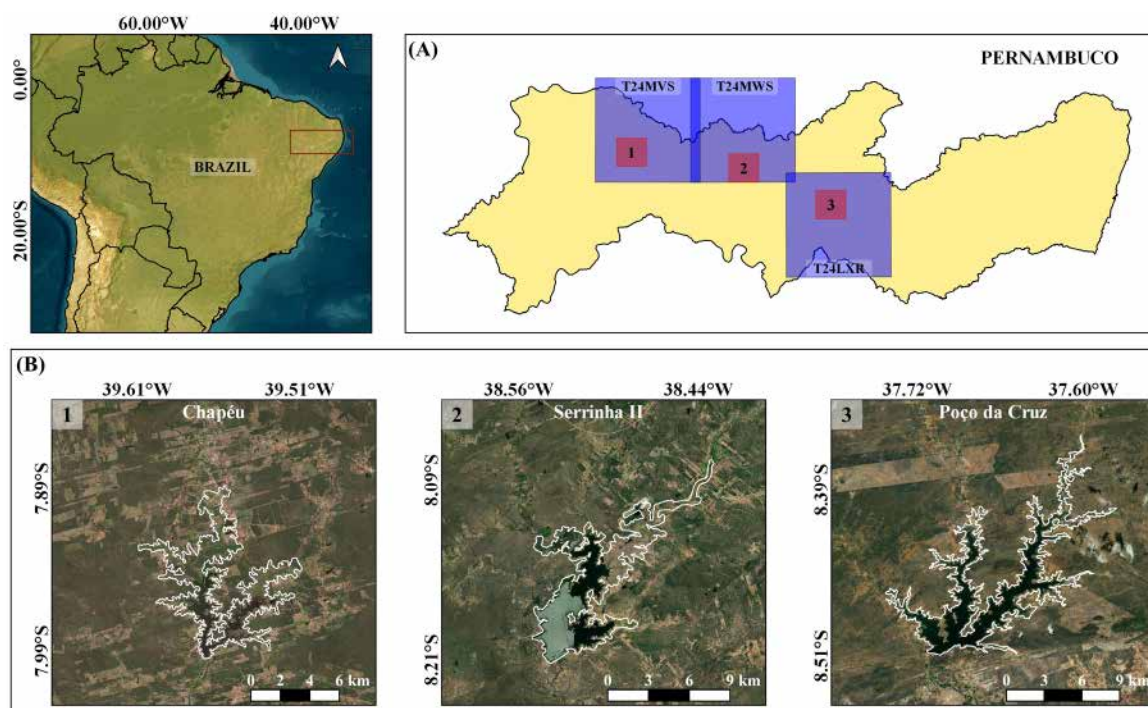 60.00°W
40.00°W
0.00°
20.00°S
BRAZIL
(A)
PERNAMBUCO
T24MVS
T24MWS
1
2
3
T24LXR
(B)
39.61°W
39.51°W
7.89°S
7.99°S
1
Chapéu
0 2 4 6 km
38.56°W
38.44°W
8.09°S
8.21°S
2
Serrinha II
0 3 6 9 km
37.72°W
37.60°W
8.39°S
8.51°S
3
Poço da Cruz
0 3 6 9 km